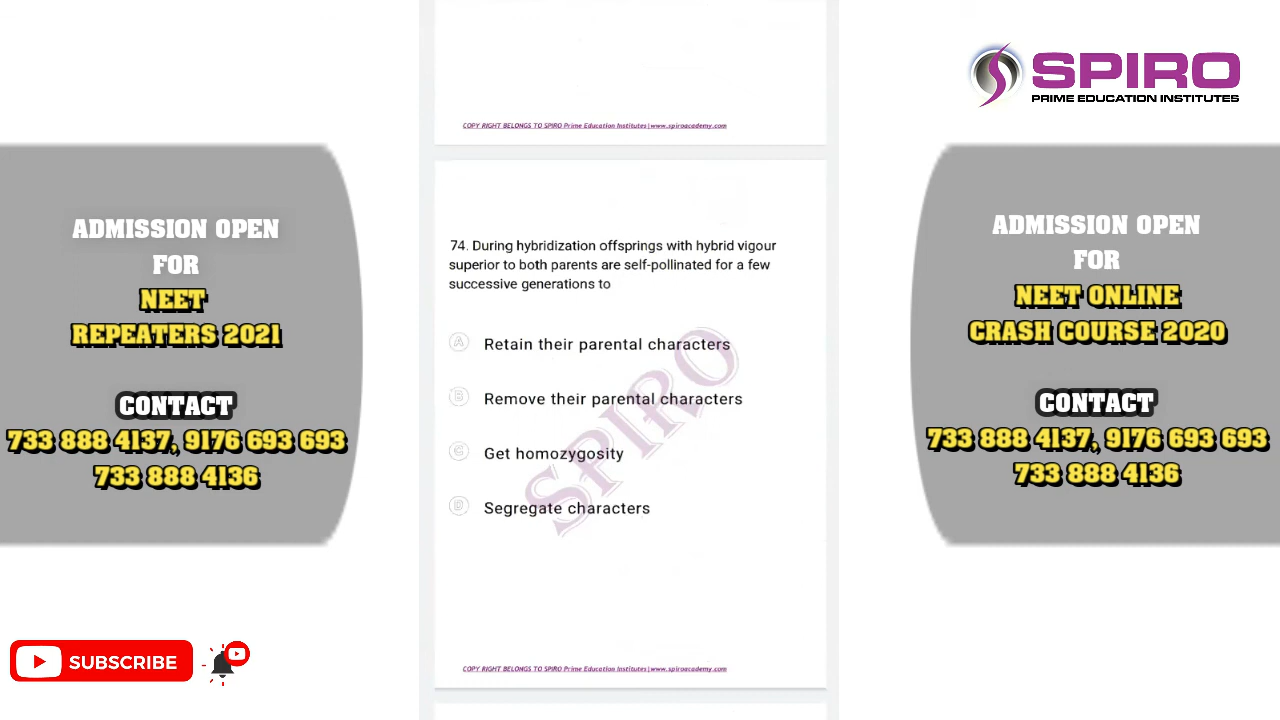 SPIRO
PRIME EDUCATION INSTITUTES
COPY RIGHT BELONGS TO SPIRO Prime Education Institutes|www.spiroacademy.com
ADMISSION OPEN
FOR
NEET
REPEATERS 2021
CONTACT
733 888 4137, 9176 693 693
733 888 4136
74. During hybridization offsprings with hybrid vigour
superior to both parents are self-pollinated for a few
successive generations to
A Retain their parental characters
B Remove their parental characters
C Get homozygosity
D Segregate characters
SPIRO
ADMISSION OPEN
FOR
NEET ONLINE
CRASH COURSE 2020
CONTACT
733 888 4137, 9176 693 693
733 888 4136
SUBSCRIBE
COPY RIGHT BELONGS TO SPIRO Prime Education Institutes|www.spiroacademy.com